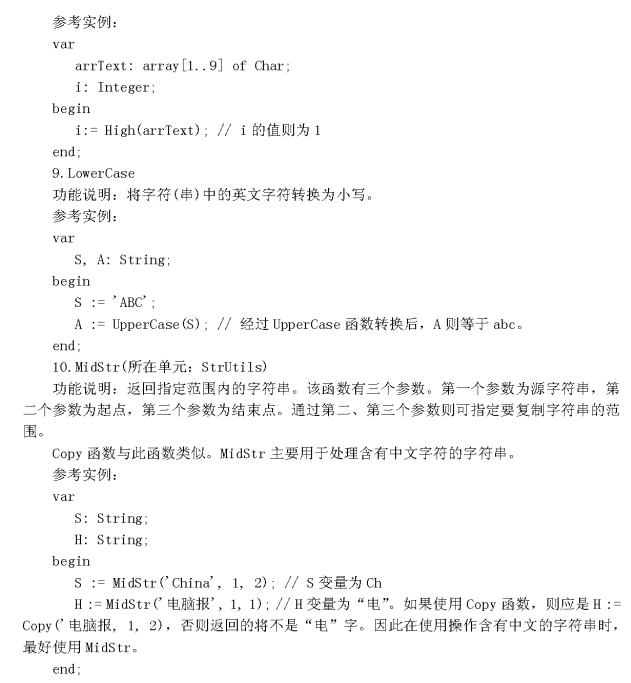 参考实例：
var
arrText: array[1..9] of Char;
i: Integer;
begin
i:= High(arrText); // i 的值则为 1
end;
9. LowerCase
功能说明：将字符(串)中的英文字符转换为小写。
参考实例：
var
S, A: String;
begin
S := 'ABC';
A := UpperCase(S); // 经过 UpperCase 函数转换后，A 则等于 abc。
end;
10. MidStr(所在单元：StrUtils)
功能说明：返回指定范围内的字符串。该函数有三个参数。第一个参数为源字符串，第
二个参数为起点，第三个参数为结束点。通过第二、第三个参数则可指定要复制字符串的范
围。
Copy 函数与此函数类似。MidStr 主要用于处理含有中文字符的字符串。
参考实例：
var
S: String;
H: String;
begin
S := MidStr('China', 1, 2); // S 变量为 Ch
H := MidStr('电脑报', 1, 1); // H 变量为“电”。如果使用 Copy 函数，则应是 H :=
Copy('电脑报, 1, 2)，否则返回的将不是“电”字。因此在使用操作含有中文的字符串时，
最好使用 MidStr。
end;